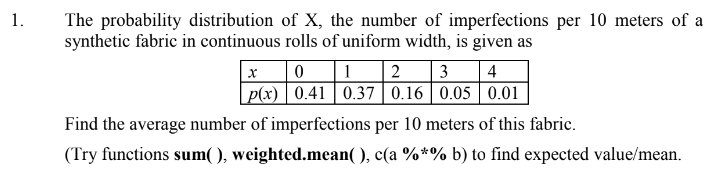 1. The probability distribution of X, the number of imperfections per 10 meters of a
synthetic fabric in continuous rolls of uniform width, is given as
x 0 1 2 3 4
p(x) 0.41 0.37 0.16 0.05 0.01
Find the average number of imperfections per 10 meters of this fabric.
(Try functions sum( ), weighted.mean( ), c(a %*% b) to find expected value/mean.